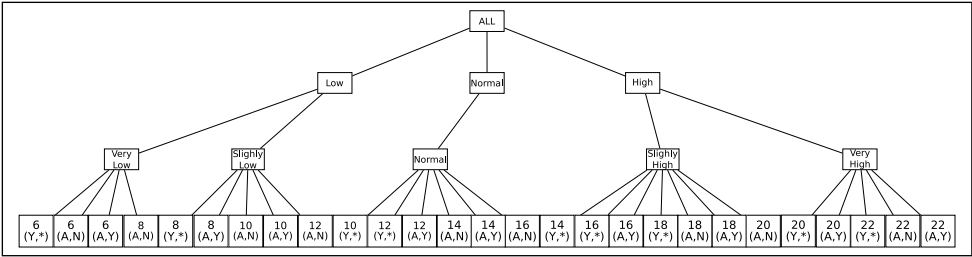 ALL
Low
Normal
High
Very
Low
Slighly
Low
Normal
Slighly
High
Very
High
6 6 6 8 8 8 10 10 12 10 12 12 14 14 16 14 16 16 18 18 18 20 20 20 22 22 22
(Y,*) (A,N) (A,Y) (A,N) (Y,*) (A,Y) (A,N) (A,Y) (A,N) (Y,*) (Y,*) (A,Y) (A,N) (A,Y) (A,N) (Y,*) (Y,*) (A,Y) (Y,*) (A,N) (A,Y) (A,N) (Y,*) (A,Y) (Y,*) (A,N) (A,Y)